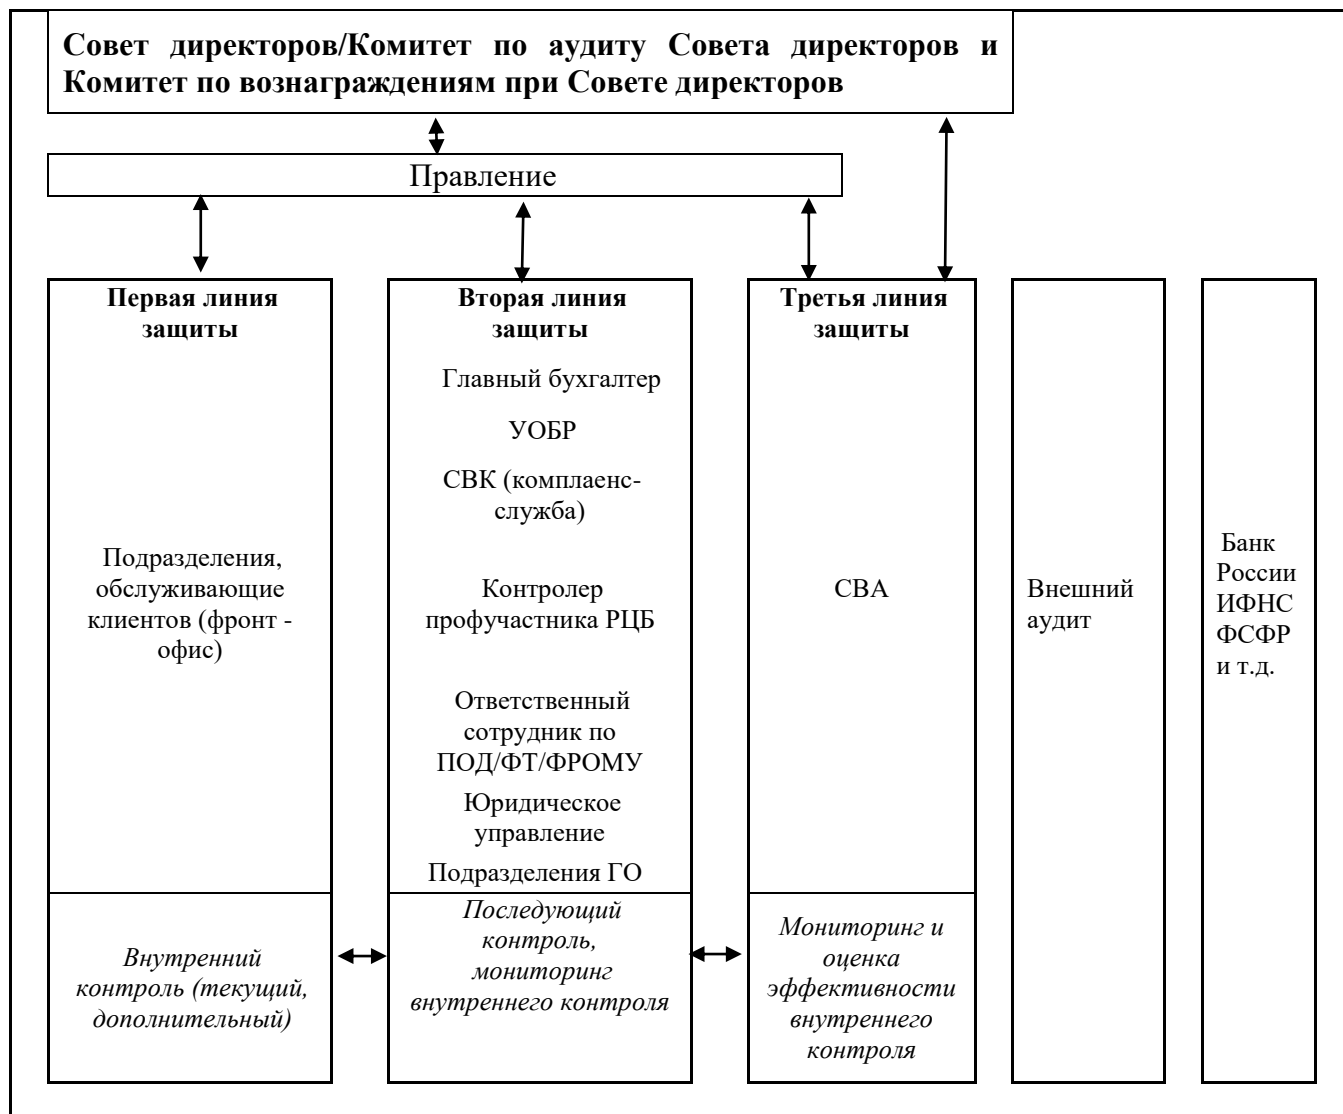 Совет директоров/Комитет по аудиту Совета директоров и
Комитет по вознаграждениям при Совете директоров
Правление
Первая линия
защиты
Подразделения,
обслуживающие
клиентов (фронт -
офис)
Внутренний
контроль (текущий,
дополнительный)
Вторая линия
защиты
Главный бухгалтер
УОБР
СВК (комплаенс-
служба)
Контролер
профучастника РЦБ
Ответственный
сотрудник по
ПОД/ФТ/ФРОМУ
Юридическое
управление
Подразделения ГО
Последующий
контроль,
мониторинг
внутреннего контроля
Третья линия
защиты
СВА
Мониторинг и
оценка
эффективности
внутреннего
контроля
Внешний
аудит
Банк
России
ИФНС
ФСФР
и т.д.